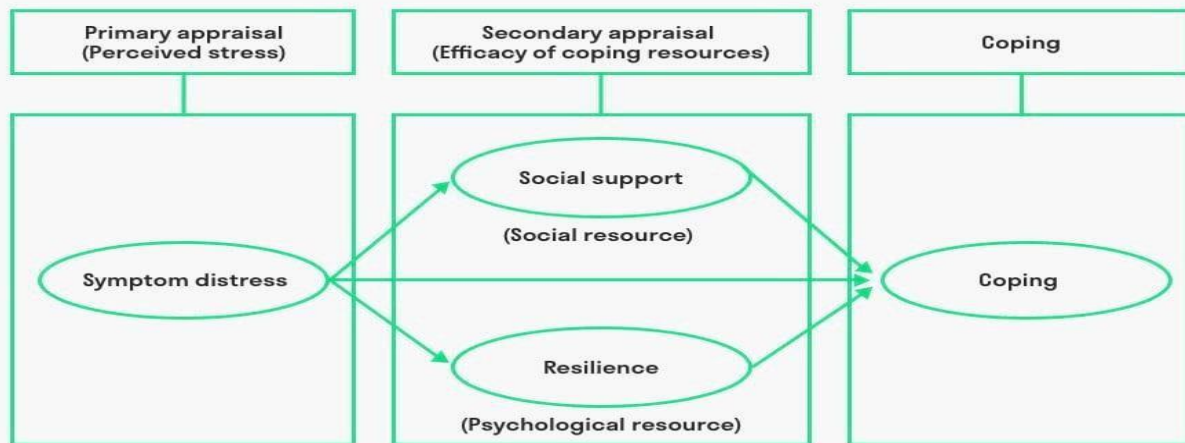 Primary appraisal
(Perceived stress)
Secondary appraisal
(Efficacy of coping resources)
Coping
Social support
(Social resource)
Symptom distress
Coping
Resilience
(Psychological resource)